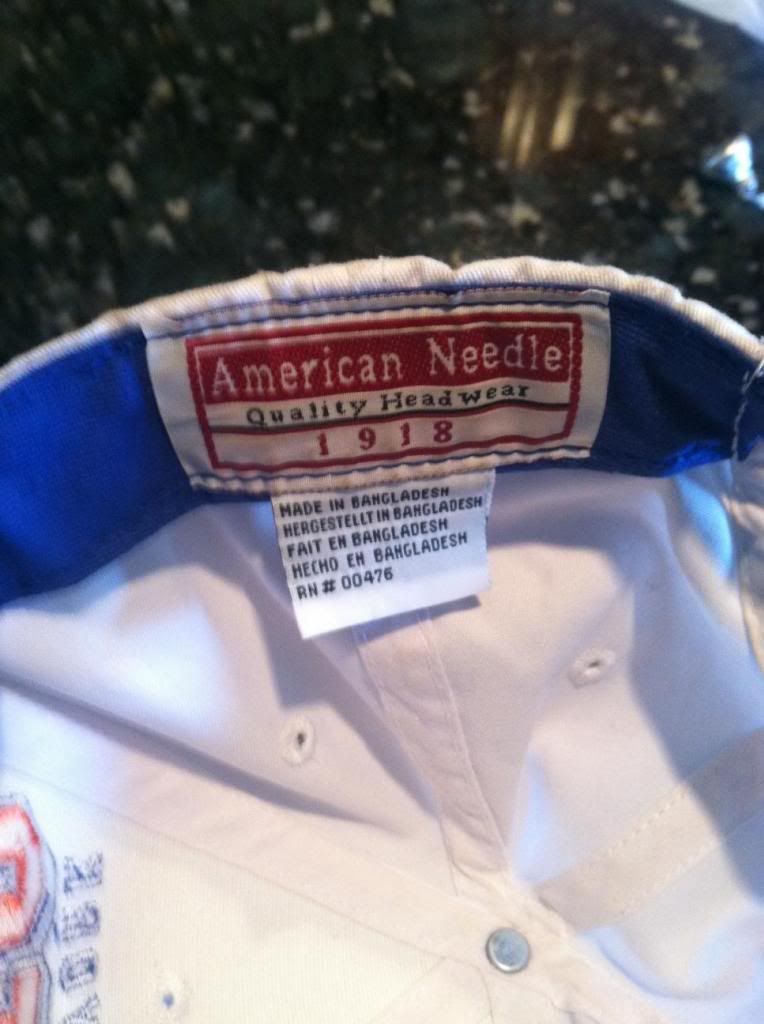 American Needle
Quality Headwear
1918
MADE IN BANGLADESH
HERGESTELLT IN BANGLADESH
FAIT EN BANGLADESH
HECHO EN BANGLADESH
RN# 00476